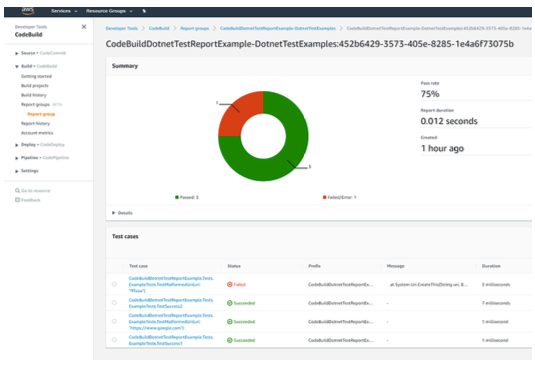 aws
Services
Resource Groups
Developer Tools
CodeBuild
Source • CodeCommit
Build • CodeBuild
Getting started
Build projects
Build history
Report groups BETA
Report group
Report history
Account metrics
Deploy • CodeDeploy
Pipeline • CodePipeline
Settings
Go to resource
Feedback
Developer Tools > CodeBuild > Report groups > CodeBuildDotnetTestReportExample-DotnetTestExamples > CodeBuildDotnetTestReportExample-DotnetTestExamples:452b6429-3573-405e-8285-1e4a
CodeBuildDotnetTestReportExample-DotnetTestExamples:452b6429-3573-405e-8285-1e4a6f73075b
Summary
1
3
Passed: 3
Failed/Error: 1
Pass rate
75%
Report duration
0.012 seconds
Created
1 hour ago
Details
Test cases
Test case Status Prefix Message Duration
CodeBuildDotnetTestReportExample.Tests.
ExampleTests.TestMalformedUri(uri:
Failed CodeBuildDotnetTestReportEx... at System.Uri.CreateThis(String uri, B... 3 milliseconds
CodeBuildDotnetTestReportExample.Tests.
ExampleTests.TestSuccess2
Succeeded CodeBuildDotnetTestReportEx... -
CodeBuildDotnetTestReportExample.Tests.
ExampleTests.TestMalformedUri(uri:
"https://www.google.com")
Succeeded CodeBuildDotnetTestReportEx... - 1 millisecond
CodeBuildDotnetTestReportExample.Tests.
ExampleTests.TestSuccess1
Succeeded CodeBuildDotnetTestReportEx... - 1 millisecond